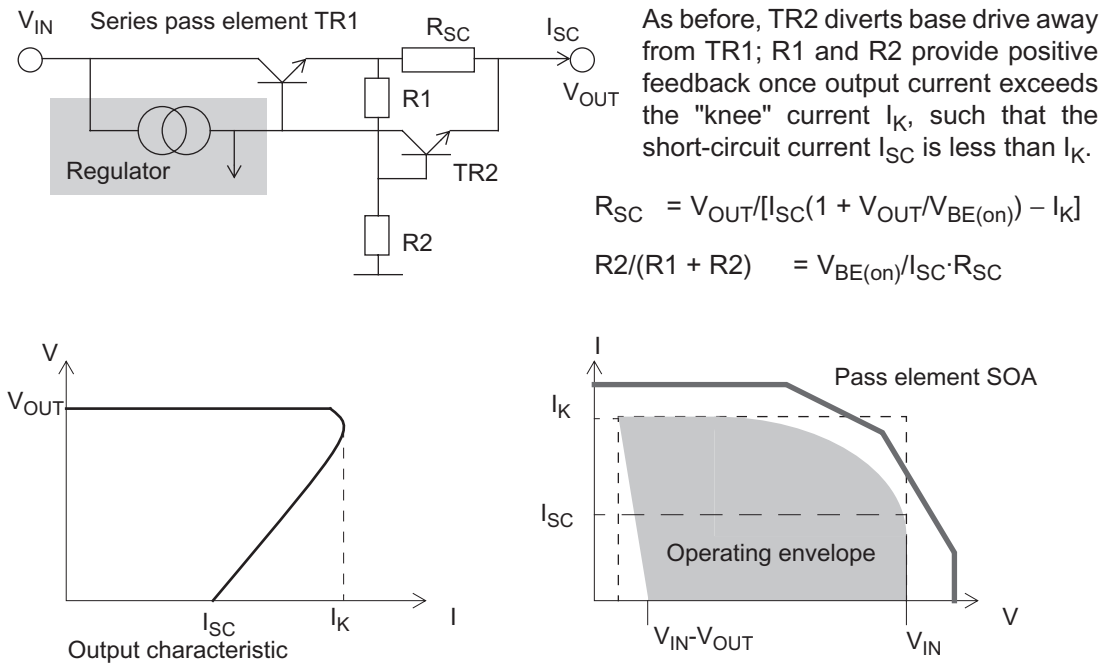 V_IN Series pass element TR1 R_SC I_SC
V_OUT
R1
TR2
R2
Regulator
As before, TR2 diverts base drive away
from TR1; R1 and R2 provide positive
feedback once output current exceeds
the "knee" current I_K, such that the
short-circuit current I_SC is less than I_K.
R_SC = V_OUT/[I_SC(1 + V_OUT/V_BE(on)) – I_K]
R2/(R1 + R2) = V_BE(on)/I_SC·R_SC
V
V_OUT
I_SC I_K I
Output characteristic
I
Pass element SOA
I_K
I_SC
Operating envelope
V
V_IN-V_OUT V_IN